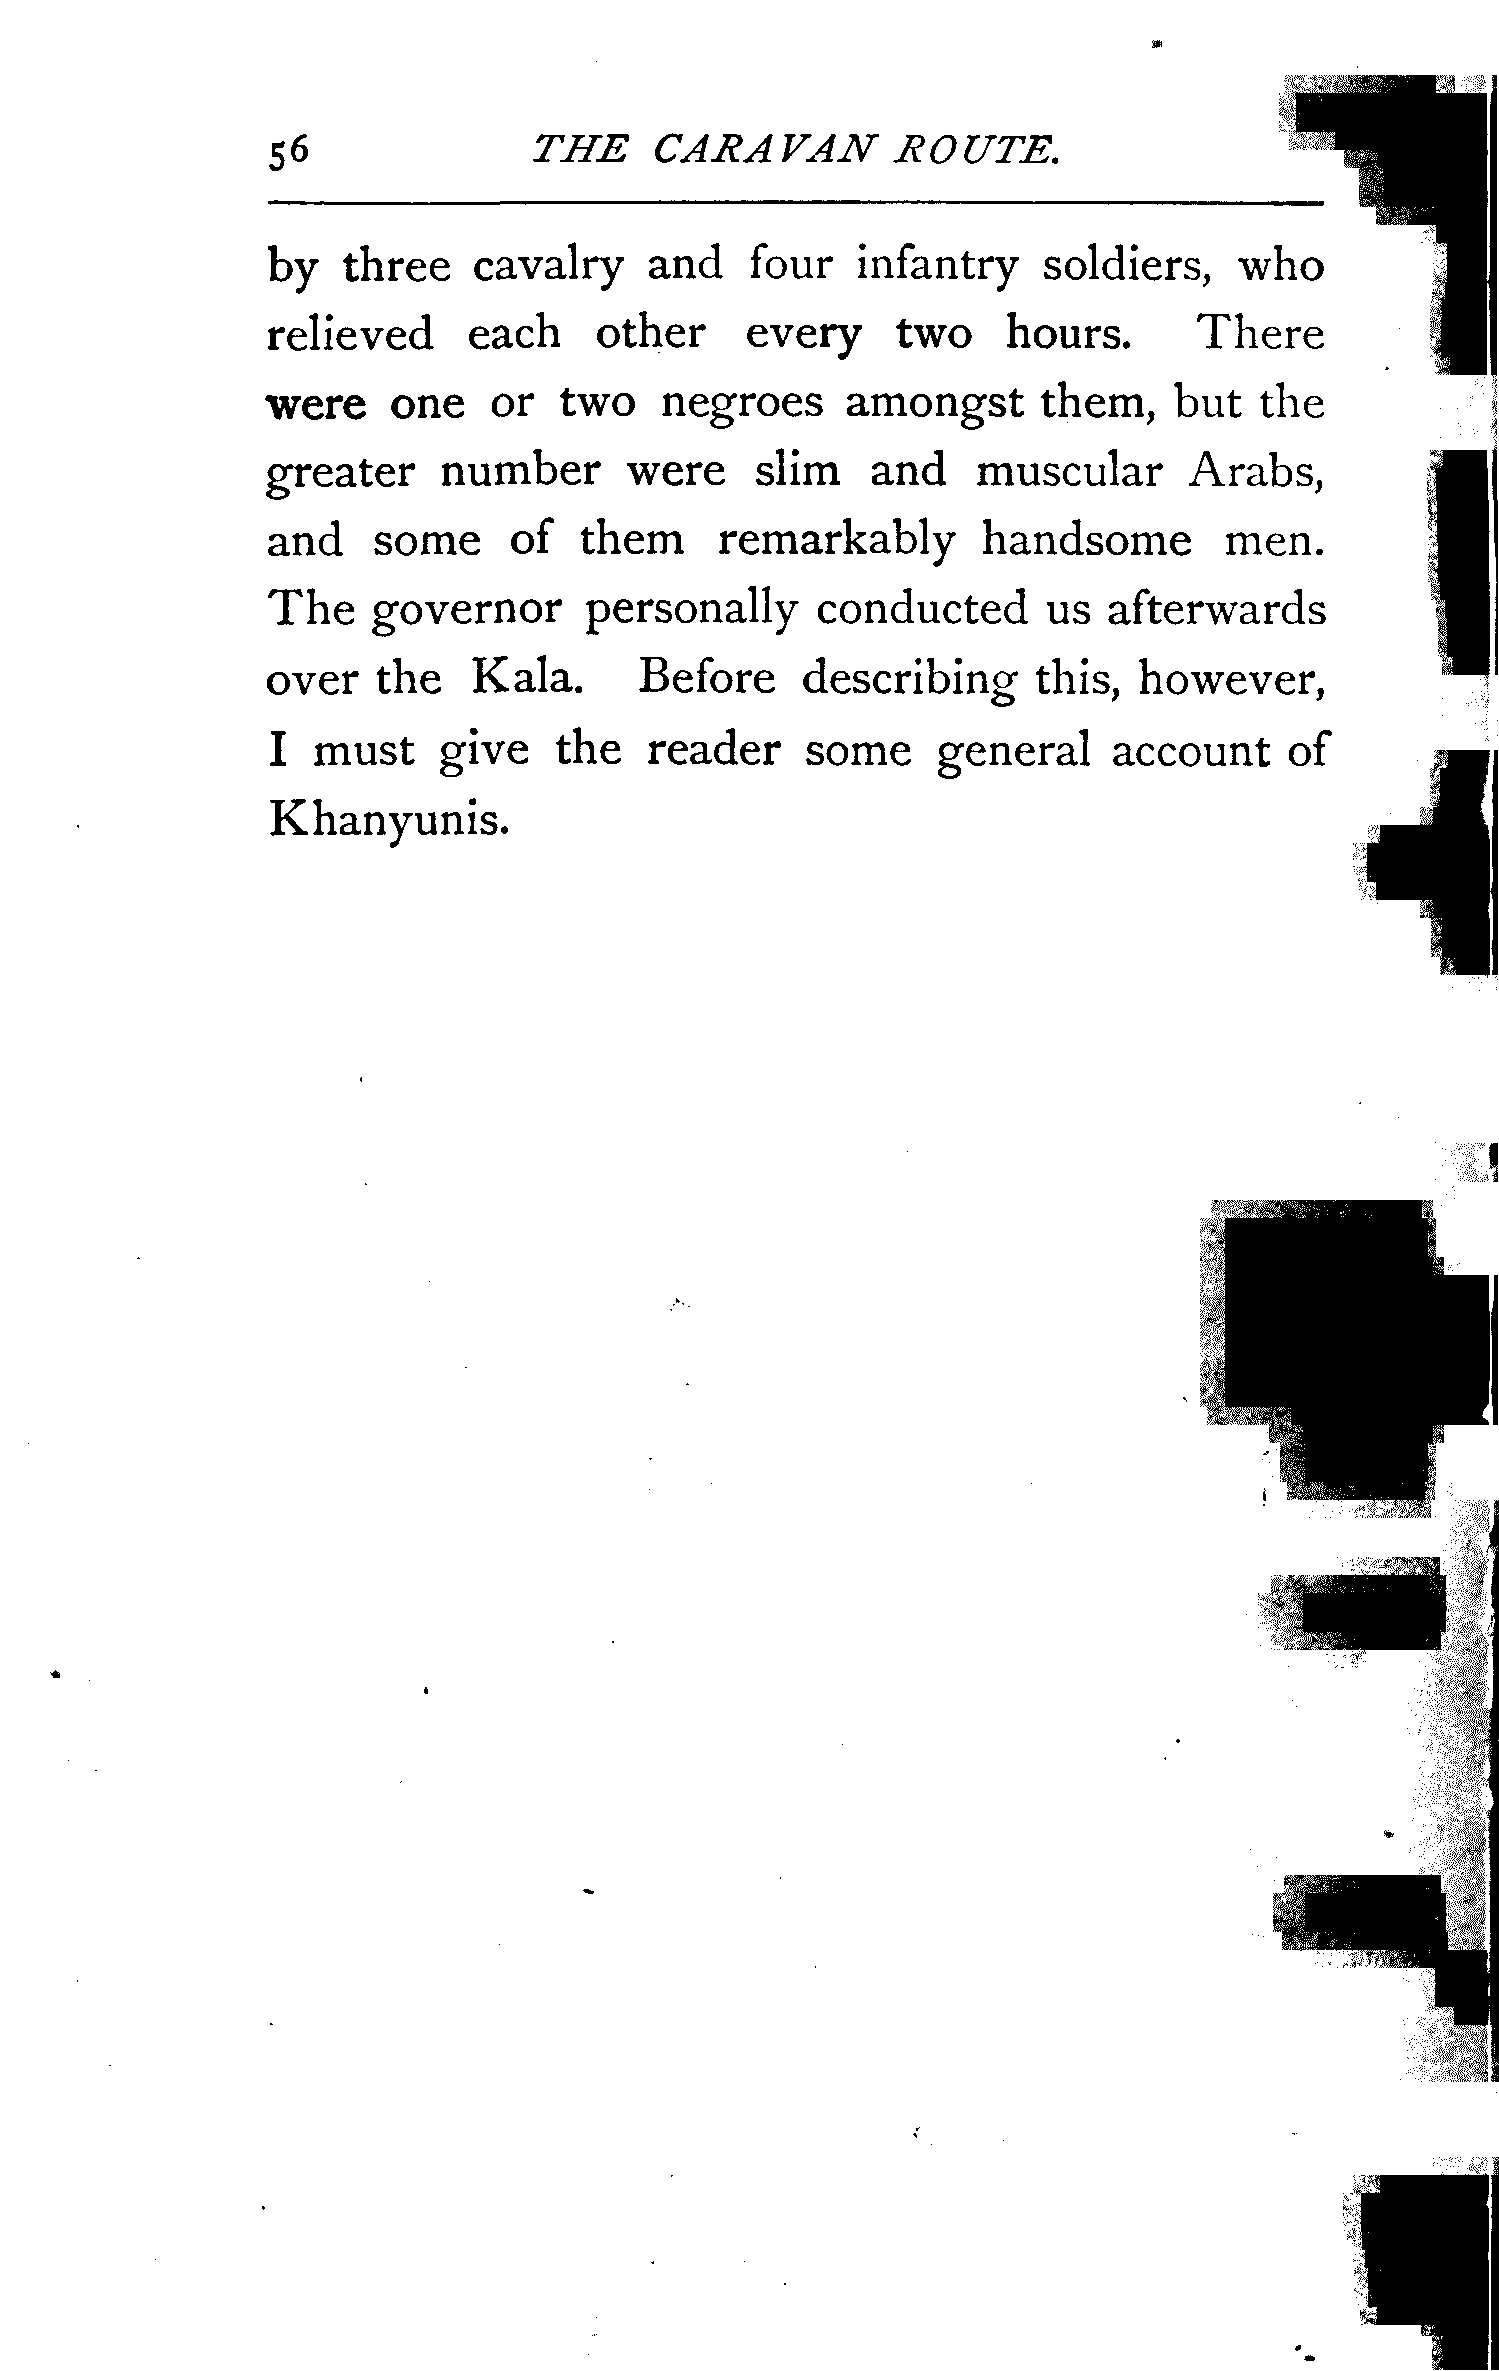 56 THE CARAVAN ROUTE.
by three cavalry and four infantry soldiers, who
relieved each other every two hours. There
were one or two negroes amongst them, but the
greater number were slim and muscular Arabs,
and some of them remarkably handsome men.
The governor personally conducted us afterwards
over the Kala. Before describing this, however,
I must give the reader some general account of
Khanyunis.